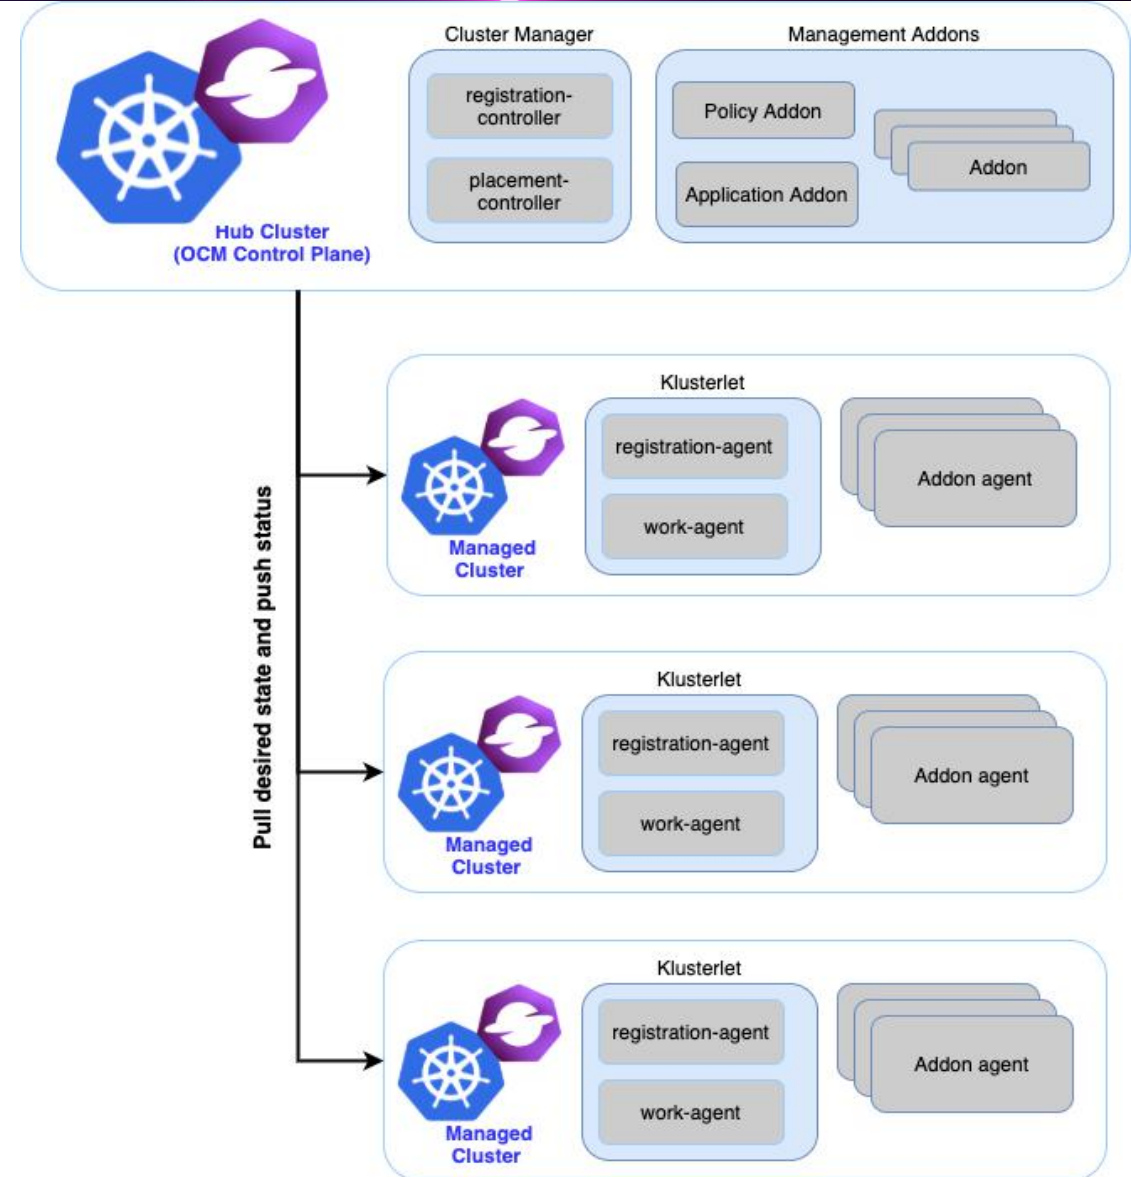 Cluster Manager
Management Addons
registration-
controller
placement-
controller
Policy Addon
Application Addon
Addon
Hub Cluster
(OCM Control Plane)
Pull desired state and push status
Klusterlet
registration-agent
work-agent
Addon agent
Managed
Cluster
Klusterlet
registration-agent
work-agent
Addon agent
Managed
Cluster
Klusterlet
registration-agent
work-agent
Addon agent
Managed
Cluster